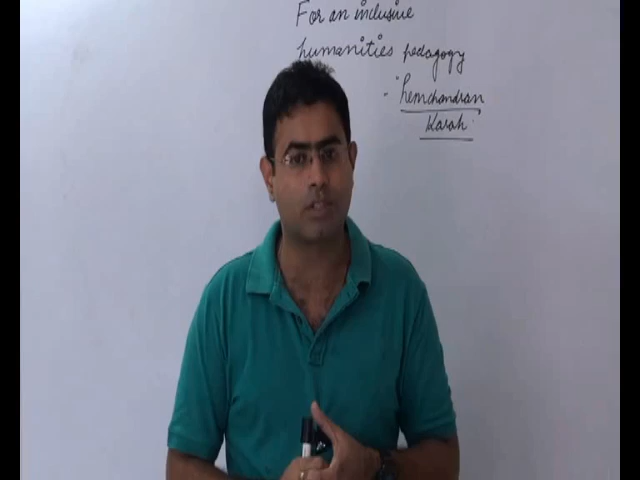 For an inclusive
humanities pedagogy
- hemchandran
Karah